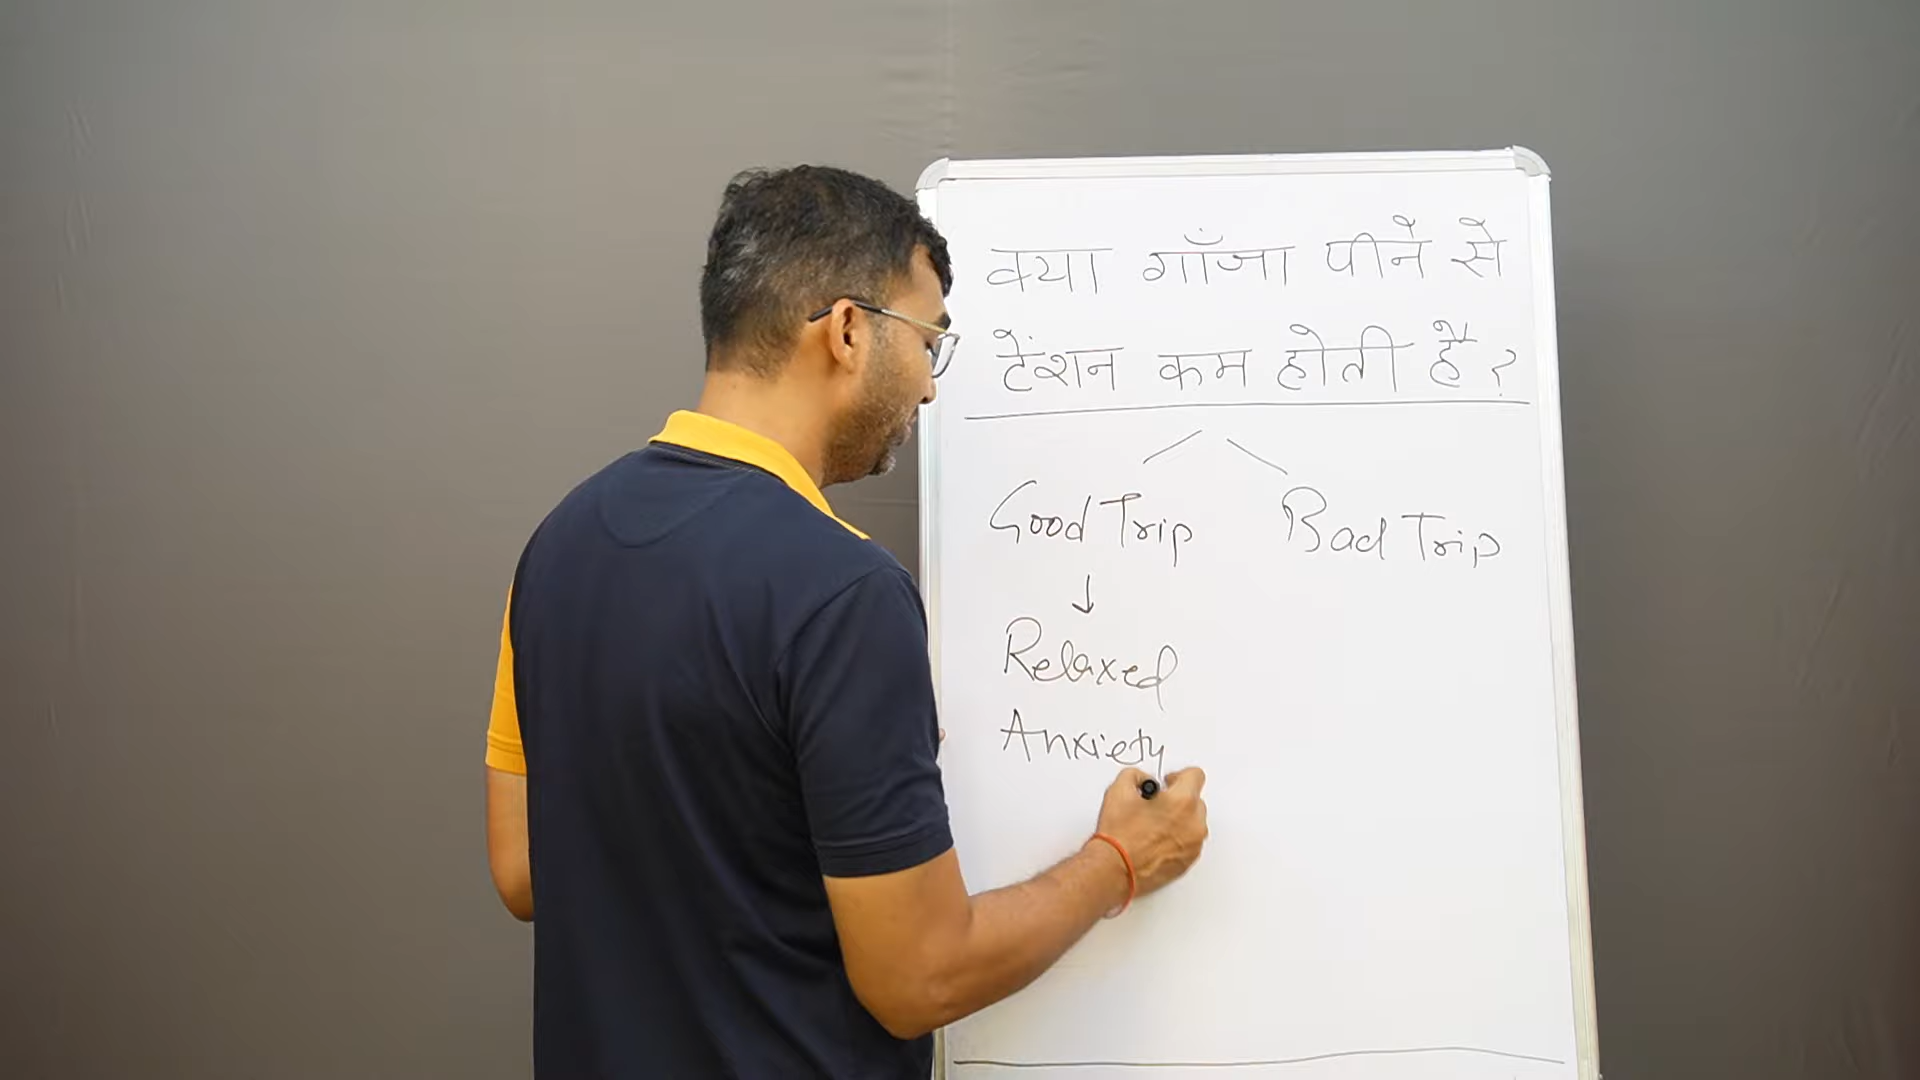 क्या गाँजा पीने से
टेंशन कम होती है?
Good Trip Bad Trip
↓
Relaxed
Anxiety